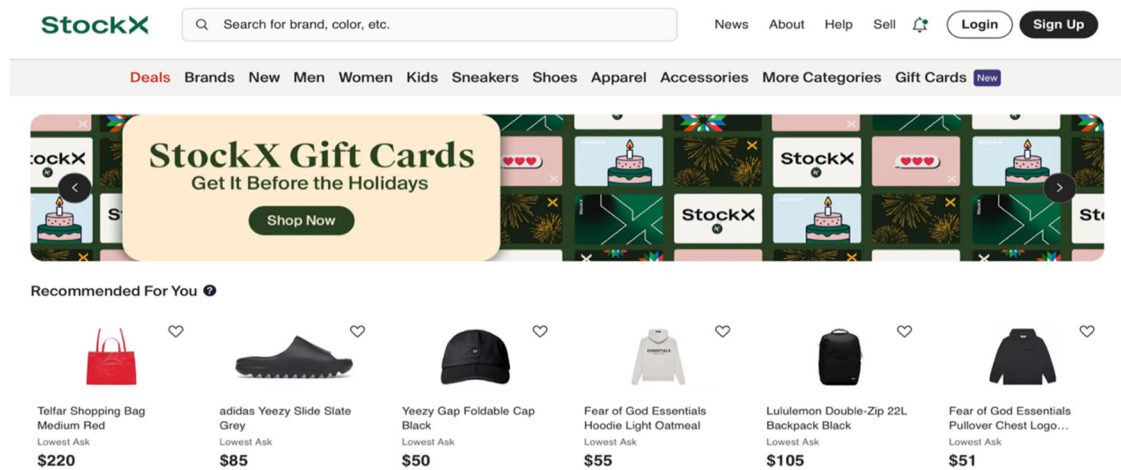 StockX
Search for brand, color, etc.
News About Help Sell Login Sign Up
Deals Brands New Men Women Kids Sneakers Shoes Apparel Accessories More Categories Gift Cards New
StockX Gift Cards
Get It Before the Holidays
Shop Now
StockX
StockX
Recommended For You ?
Telfar Shopping Bag
Medium Red
Lowest Ask
$220
adidas Yeezy Slide Slate
Grey
Lowest Ask
$85
Yeezy Gap Foldable Cap
Black
Lowest Ask
$50
ESSENTIALS
Fear of God Essentials
Hoodie Light Oatmeal
Lowest Ask
$55
Lululemon Double-Zip 22L
Backpack Black
Lowest Ask
$105
Fear of God Essentials
Pullover Chest Logo...
Lowest Ask
$51